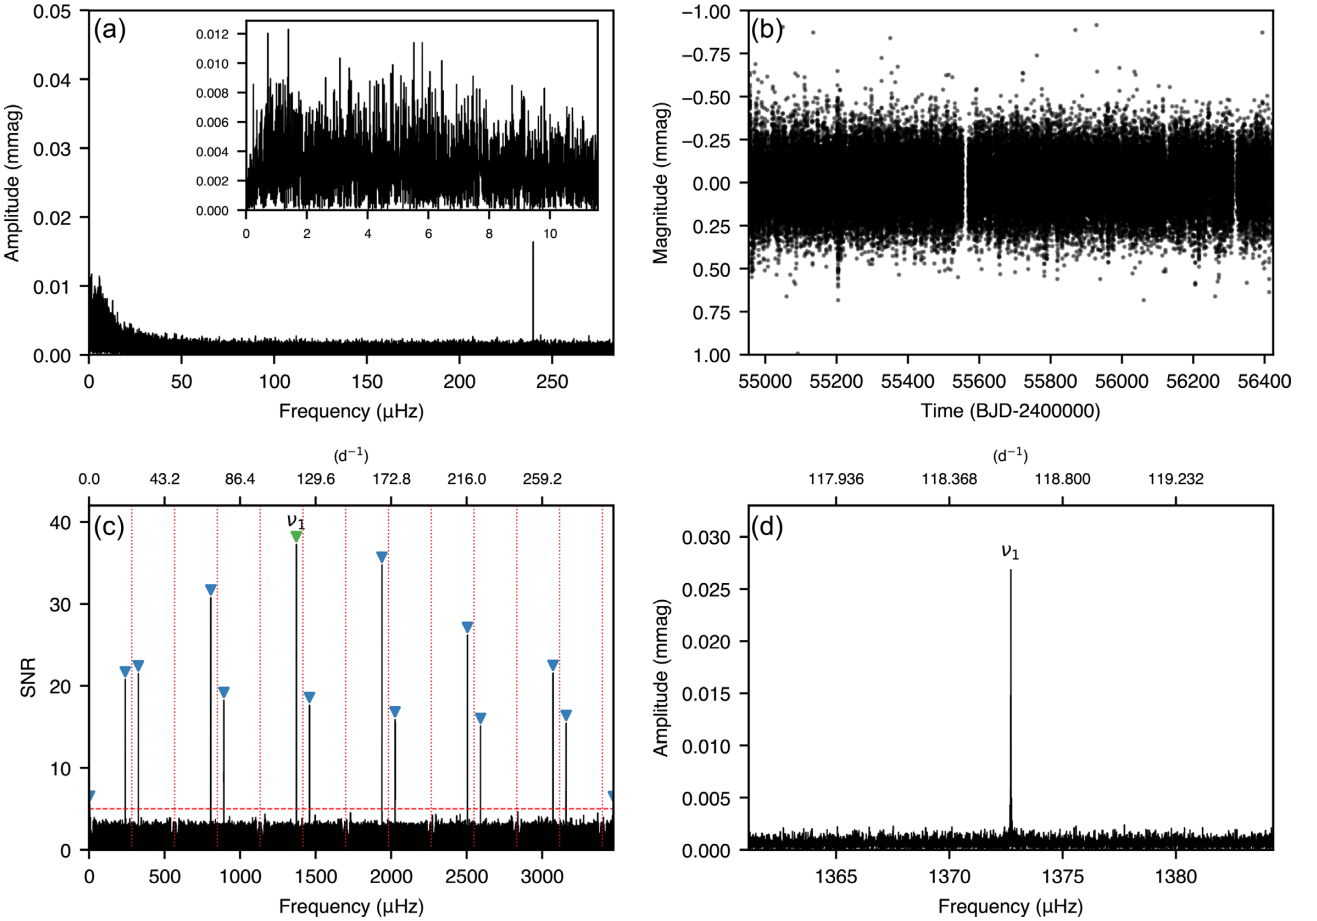 (a)
0.05
0.04
0.03
0.02
0.01
0.00
Amplitude (mmag)
0.012
0.010
0.008
0.006
0.004
0.002
0.000
0 2 4 6 8 10
0 50 100 150 200 250
Frequency (µHz)
(b)
−1.00
−0.75
−0.50
−0.25
0.00
0.25
0.50
0.75
1.00
Magnitude (mmag)
55000 55200 55400 55600 55800 56000 56200 56400
Time (BJD-2400000)
(d⁻¹)
0.0 43.2 86.4 129.6 172.8 216.0 259.2
(c)
ν₁
40
30
20
10
0
SNR
0 500 1000 1500 2000 2500 3000
Frequency (µHz)
(d⁻¹)
117.936 118.368 118.800 119.232
(d)
ν₁
0.030
0.025
0.020
0.015
0.010
0.005
0.000
Amplitude (mmag)
1365 1370 1375 1380
Frequency (µHz)